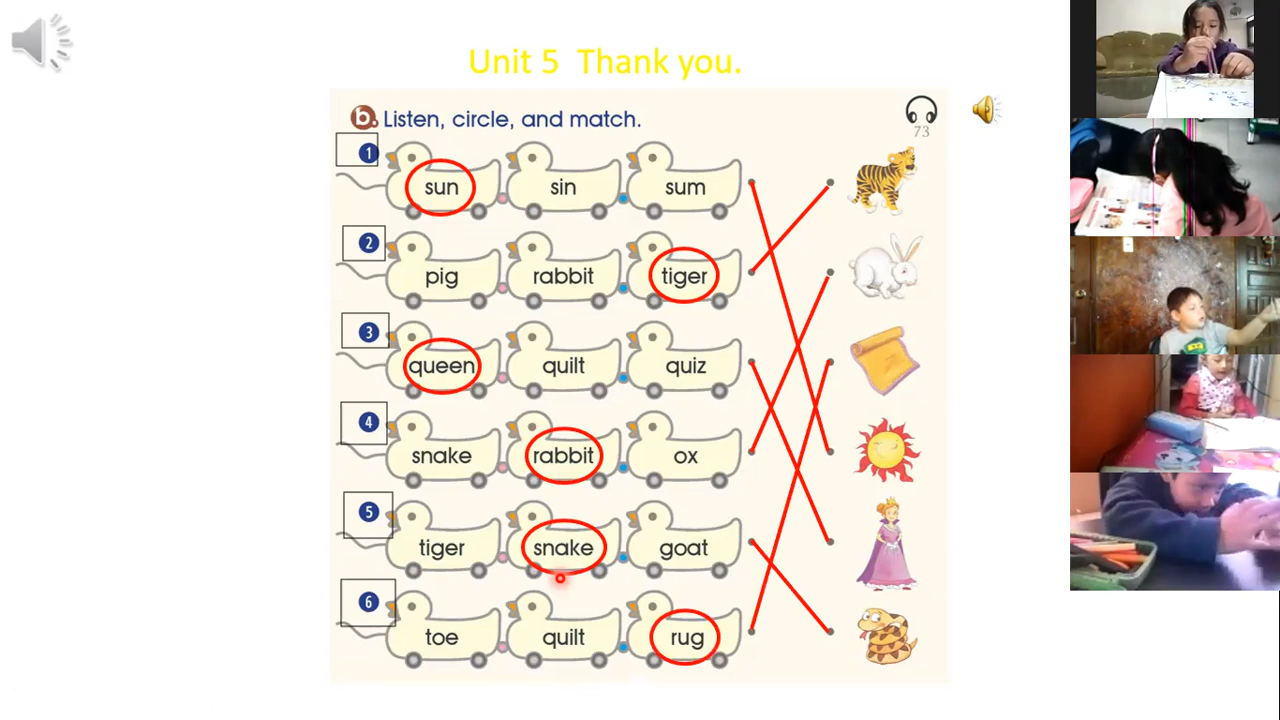 Unit 5 Thank you.
b. Listen, circle, and match.
73
1 sun sin sum
2 pig rabbit tiger
3 queen quilt quiz
4 snake rabbit ox
5 tiger snake goat
6 toe quilt rug